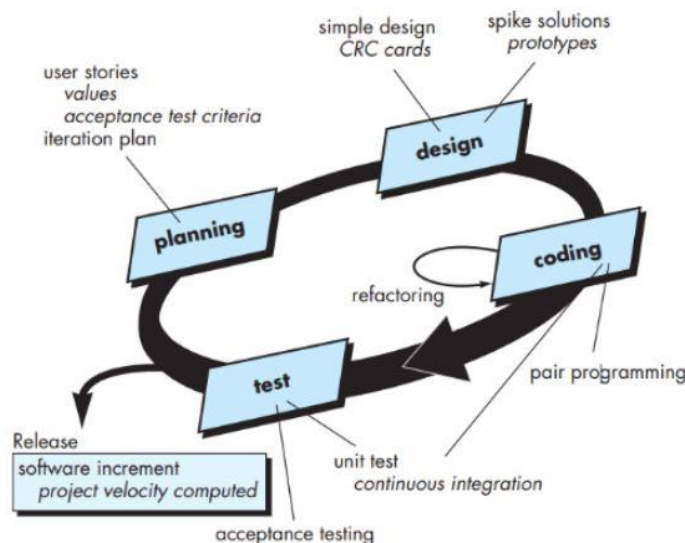 simple design
CRC cards
spike solutions
prototypes
user stories
values
acceptance test criteria
iteration plan
design
planning
coding
refactoring
test
pair programming
Release
software increment
project velocity computed
unit test
continuous integration
acceptance testing